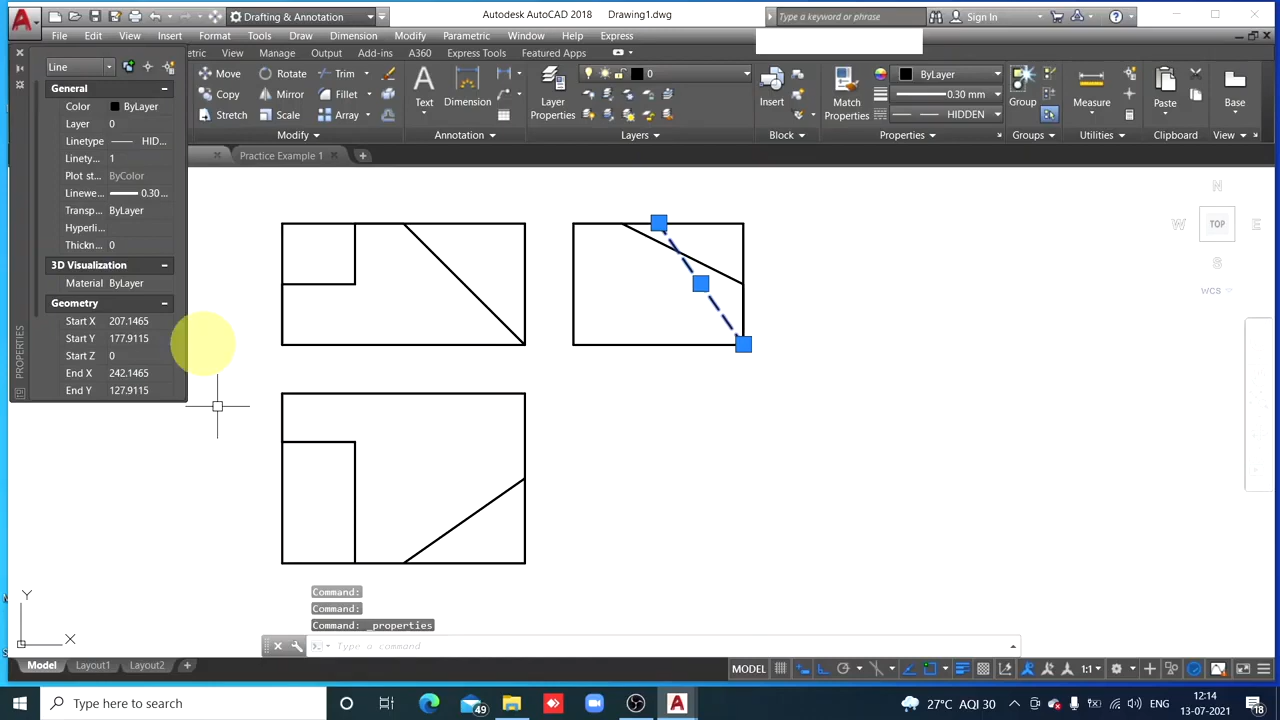 Drafting & Annotation
Autodesk AutoCAD 2018 Drawing1.dwg
Type a keyword or phrase
Sign In
File Edit View Insert Format Tools Draw Dimension Modify Parametric Window Help Express
etric View Manage Output Add-ins A360 Express Tools Featured Apps
Line
Move Rotate Trim
Copy Mirror Fillet
Stretch Scale Array
Modify
Text
Dimension
Annotation
Layer
Properties
0
Layers
Insert
Block
Match
Properties
ByLayer
0.30 mm
HIDDEN
Properties
Group
Groups
Measure
Utilities
Paste
Clipboard
Base
View
Practice Example 1
General
Color ByLayer
Layer 0
Linetype HID...
Linety... 1
Plot st... ByColor
Linewe... 0.30 ...
Transp... ByLayer
Hyperli...
Thickn... 0
3D Visualization
Material ByLayer
Geometry
Start X 207.1465
Start Y 177.9115
Start Z 0
End X 242.1465
End Y 127.9115
PROPERTIES
N
W TOP E
S
WCS
Y
X
Command:
Command:
Command: _properties
Type a command
Model Layout1 Layout2
MODEL 1:1
Type here to search
49
27°C AQI 30
ENG
12:14
13-07-2021
18